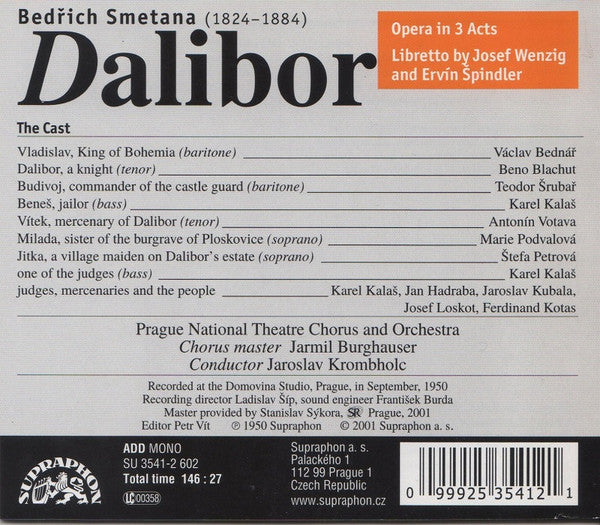 Bedřich Smetana (1824–1884)
Dalibor
Opera in 3 Acts
Libretto by Josef Wenzig
and Ervín Špindler
The Cast
Vladislav, King of Bohemia (baritone) Václav Bednář
Dalibor, a knight (tenor) Beno Blachut
Budivoj, commander of the castle guard (baritone) Teodor Šrubař
Beneš, jailor (bass) Karel Kalaš
Vítek, mercenary of Dalibor (tenor) Antonín Votava
Milada, sister of the burgrave of Ploskovice (soprano) Marie Podvalová
Jitka, a village maiden on Dalibor's estate (soprano) Štefa Petrová
one of the judges (bass) Karel Kalaš
judges, mercenaries and the people Karel Kalaš, Jan Hadraba, Jaroslav Kubala,
Josef Loskot, Ferdinand Kotas
Prague National Theatre Chorus and Orchestra
Chorus master Jarmil Burghauser
Conductor Jaroslav Krombholc
Recorded at the Domovina Studio, Prague, in September, 1950
Recording director Ladislav Šíp, sound engineer František Burda
Master provided by Stanislav Sýkora, SR Prague, 2001
Editor Petr Vít ℗ 1950 Supraphon © 2001 Supraphon a. s.
SUPRAPHON
ADD MONO
SU 3541-2 602
Total time 146 : 27
LC 00358
Supraphon a. s.
Palackého 1
112 99 Prague 1
Czech Republic
www.supraphon.cz
0 99925 35412 1